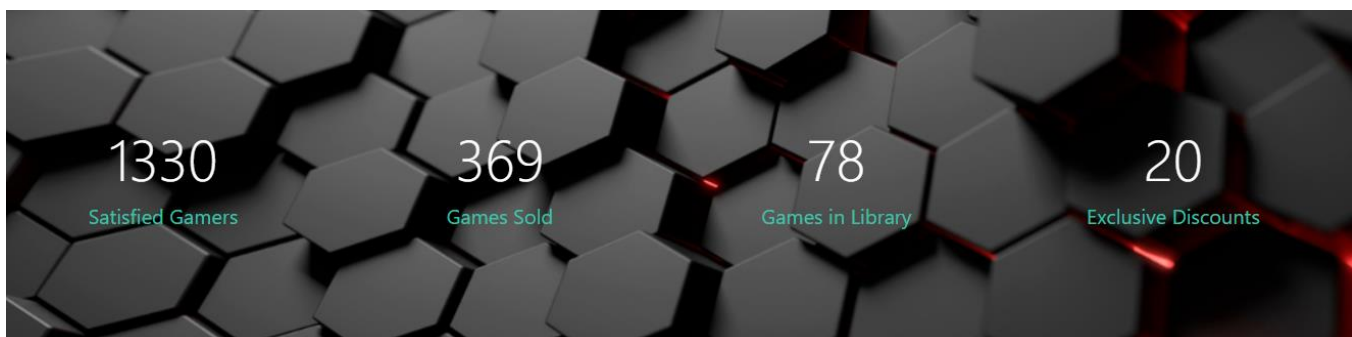 1330
369
78
20
Satisfied Gamers
Games Sold
Games in Library
Exclusive Discounts